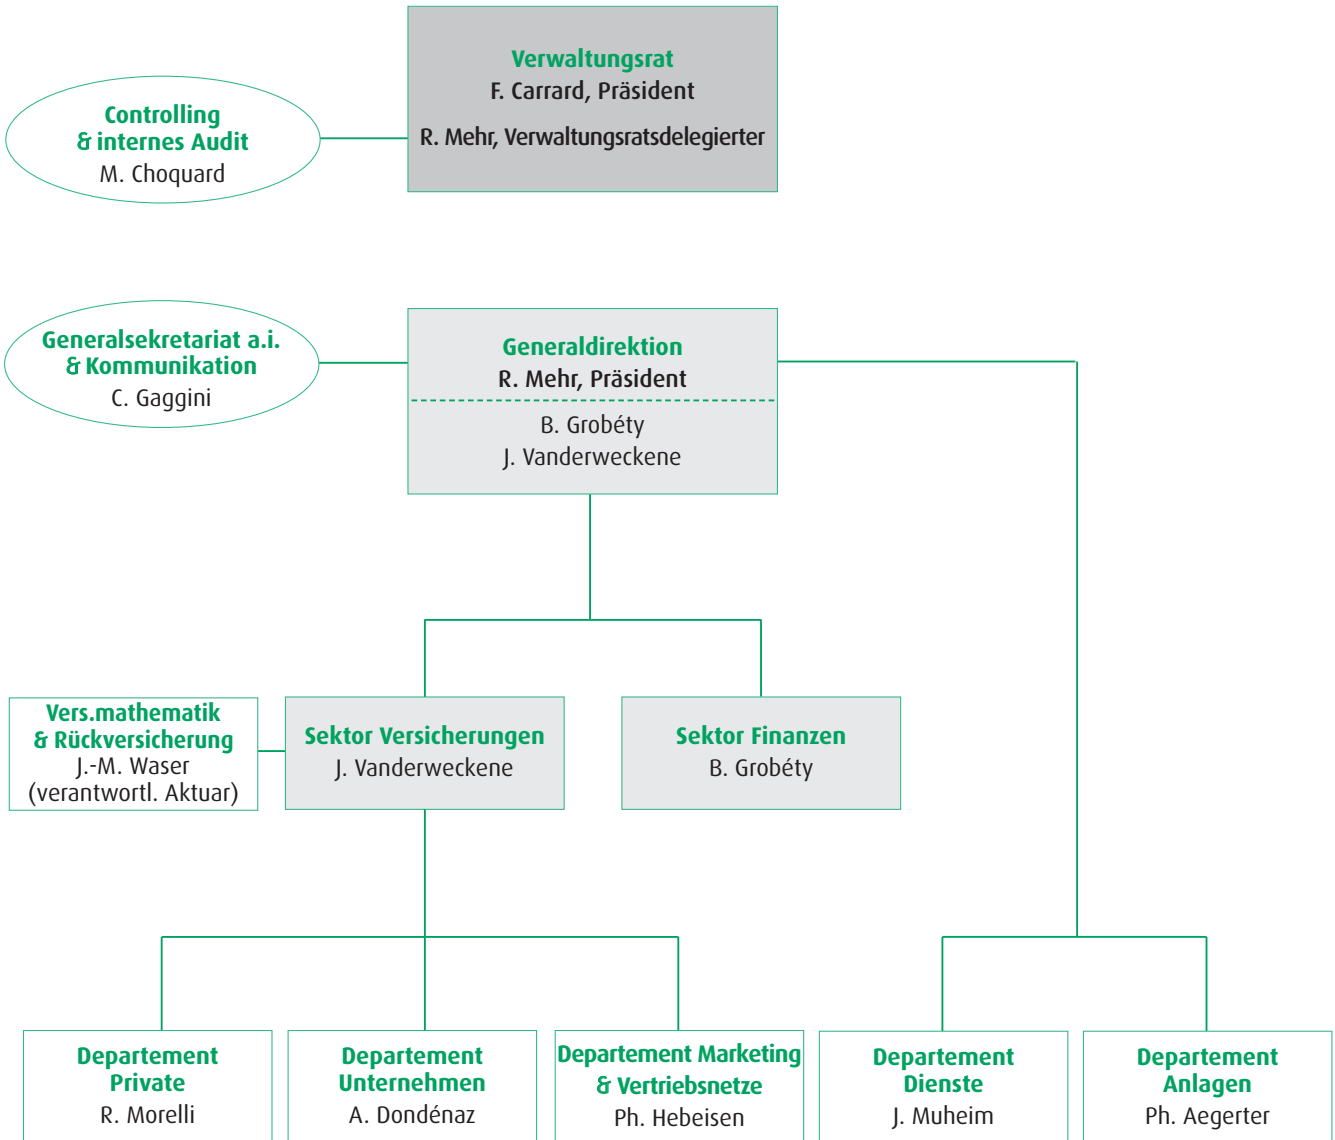 Verwaltungsrat
F. Carrard, Präsident
R. Mehr, Verwaltungsratsdelegierter
Controlling
& internes Audit
M. Choquard
Generalsekretariat a.i.
& Kommunikation
C. Gaggini
Generaldirektion
R. Mehr, Präsident
B. Grobéty
J. Vanderweckene
Vers.mathematik
& Rückversicherung
J.-M. Waser
(verantwortl. Aktuar)
Sektor Versicherungen
J. Vanderweckene
Sektor Finanzen
B. Grobéty
Departement
Private
R. Morelli
Departement
Unternehmen
A. Dondénaz
Departement Marketing
& Vertriebsnetze
Ph. Hebeisen
Departement
Dienste
J. Muheim
Departement
Anlagen
Ph. Aegerter